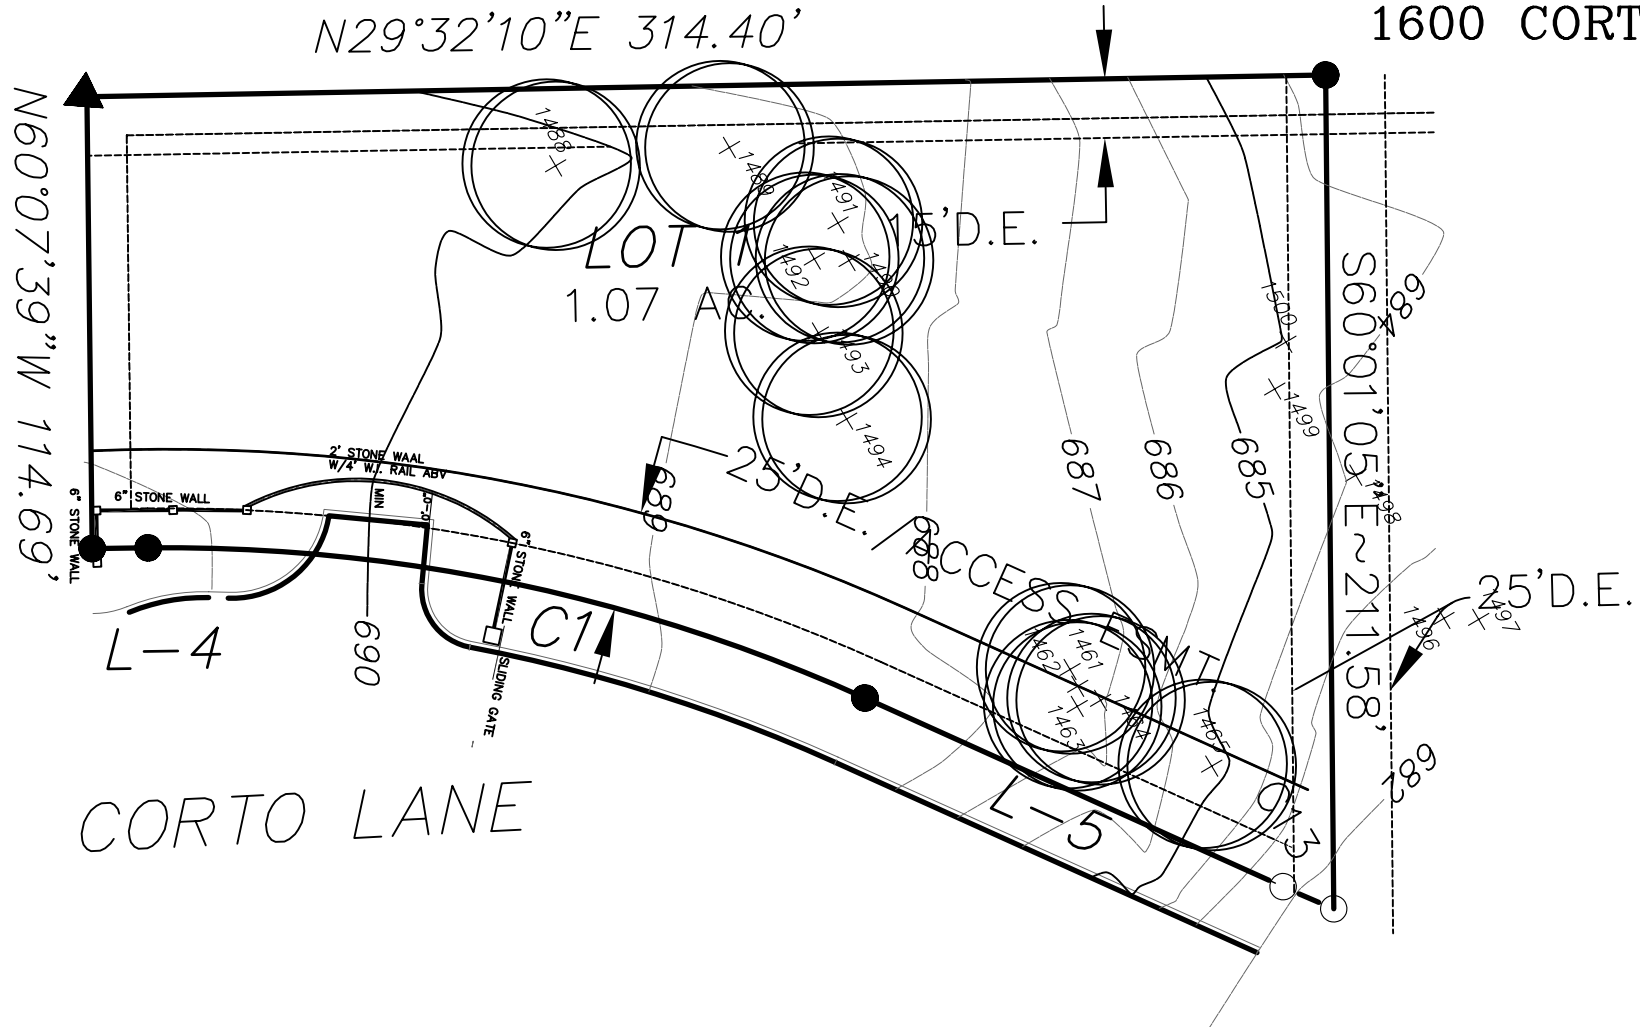 1600 CORT
N29°32'10"E 314.40'
N60°07'39"W 114.69'
1488
1489
1491
15'D.E.
LOT 1
1492
1.07 AC.
1493
1494
1500
1499
1498
S60°01'05"E~211.58'
684
2' STONE WAAL
W/4' W.I. RAIL ABV
6" STONE WALL
6" STONE WALL
MIN
689
25'D.E./ACCESS ESMT.
688
687
686
685
6" STONE WALL
25'D.E.
1496
1497
C1
L-4
690
SLIDING GATE
1461
1462
1463
1464
1465
682
CORTO LANE
L-5